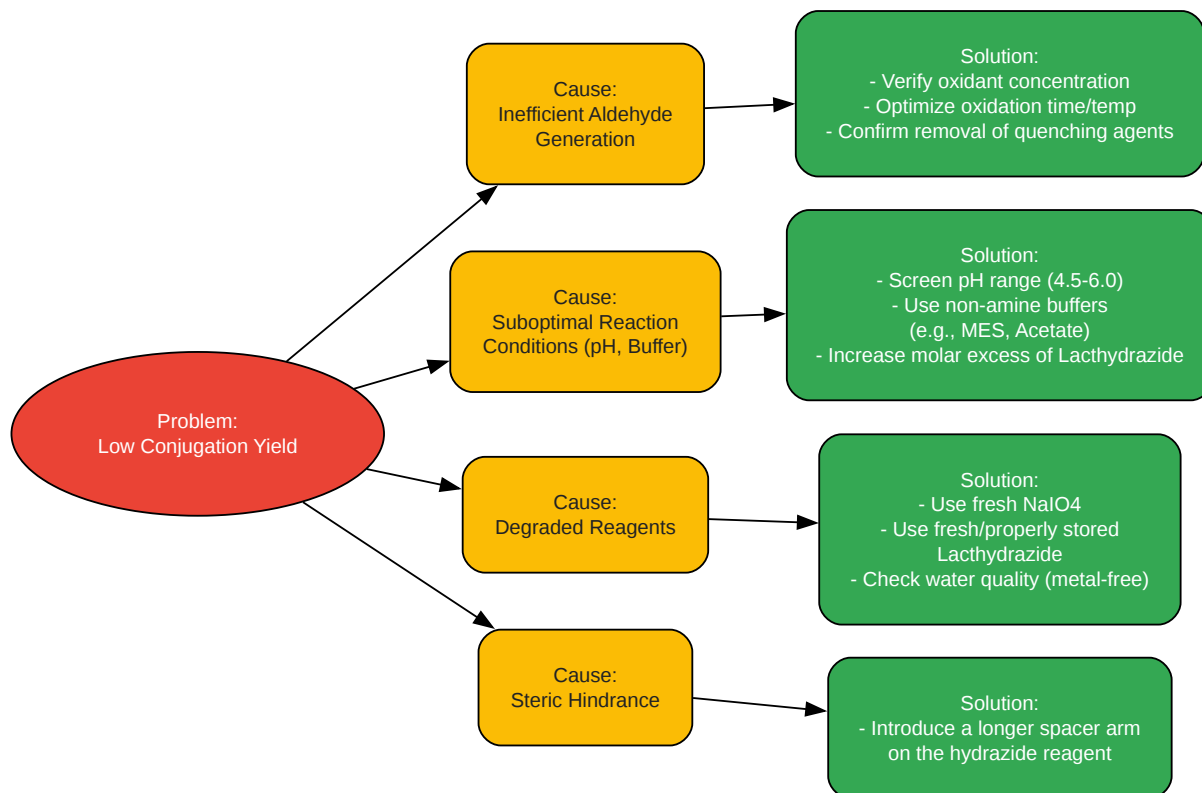 Problem:
Low Conjugation Yield
Cause:
Inefficient Aldehyde
Generation
Solution:
- Verify oxidant concentration
- Optimize oxidation time/temp
- Confirm removal of quenching agents
Cause:
Suboptimal Reaction
Conditions (pH, Buffer)
Solution:
- Screen pH range (4.5-6.0)
- Use non-amine buffers
(e.g., MES, Acetate)
- Increase molar excess of Lacthydrazide
Cause:
Degraded Reagents
Solution:
- Use fresh NaIO4
- Use fresh/properly stored
Lacthydrazide
- Check water quality (metal-free)
Cause:
Steric Hindrance
Solution:
- Introduce a longer spacer arm
on the hydrazide reagent